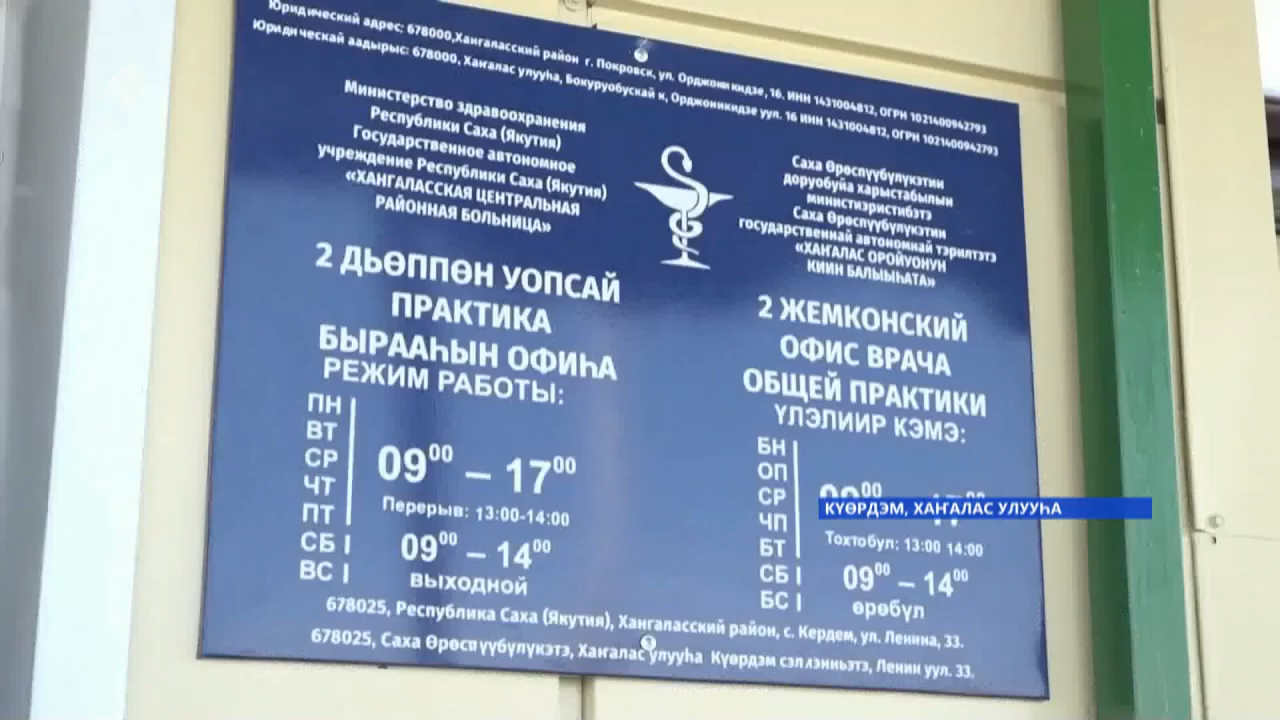 Юридический адрес: 678000,Хангаласский район г. Покровск, ул. Орджоникидзе, 16. ИНН 1431004812, ОГРН 1021400942793
Юридическай аадырыс: 678000, Хаҥалас улууһа, Бокуруобускай к, Орджоникидзе уул. 16 ИНН 1431004812, ОГРН 1021400942793
Министерство здравоохранения
Республики Саха (Якутия)
Государственное автономное
учреждение Республики Саха (Якутия)
«ХАНГАЛАССКАЯ ЦЕНТРАЛЬНАЯ
РАЙОННАЯ БОЛЬНИЦА»
2 ДЬӨППӨН УОПСАЙ
ПРАКТИКА
БЫРААҺЫН ОФИҺА
РЕЖИМ РАБОТЫ:
ПН
ВТ
СР
ЧТ
ПТ
09⁰⁰ – 17⁰⁰
Перерыв: 13:00-14:00
СБ 09⁰⁰ – 14⁰⁰
ВС выходной
Саха Өрөспүүбүлүкэтин
доруобуйа харыстабылын
министиэристибэтэ
Саха Өрөспүүбүлүкэтин
государственнай автономнай тэрилтэтэ
«ХАҤАЛАС ОРОЙУОНУН
КИИН БАЛЫЫҺАТА»
2 ЖЕМКОНСКИЙ
ОФИС ВРАЧА
ОБЩЕЙ ПРАКТИКИ
ҮЛЭЛИИР КЭМЭ:
БН
ОП
СР
ЧП
БТ
КҮӨРДЭМ, ХАҤАЛАС УЛУУҺА
Тохтобул: 13:00 14:00
СБ 09⁰⁰ – 14⁰⁰
БС өрөбүл
678025, Республика Саха (Якутия), Хангаласский район, с. Кердем, ул. Ленина, 33.
678025, Саха Өрөспүүбүлүкэтэ, Хаҥалас улууһа Күөрдэм сэлиэнньэтэ, Ленин уул. 33.